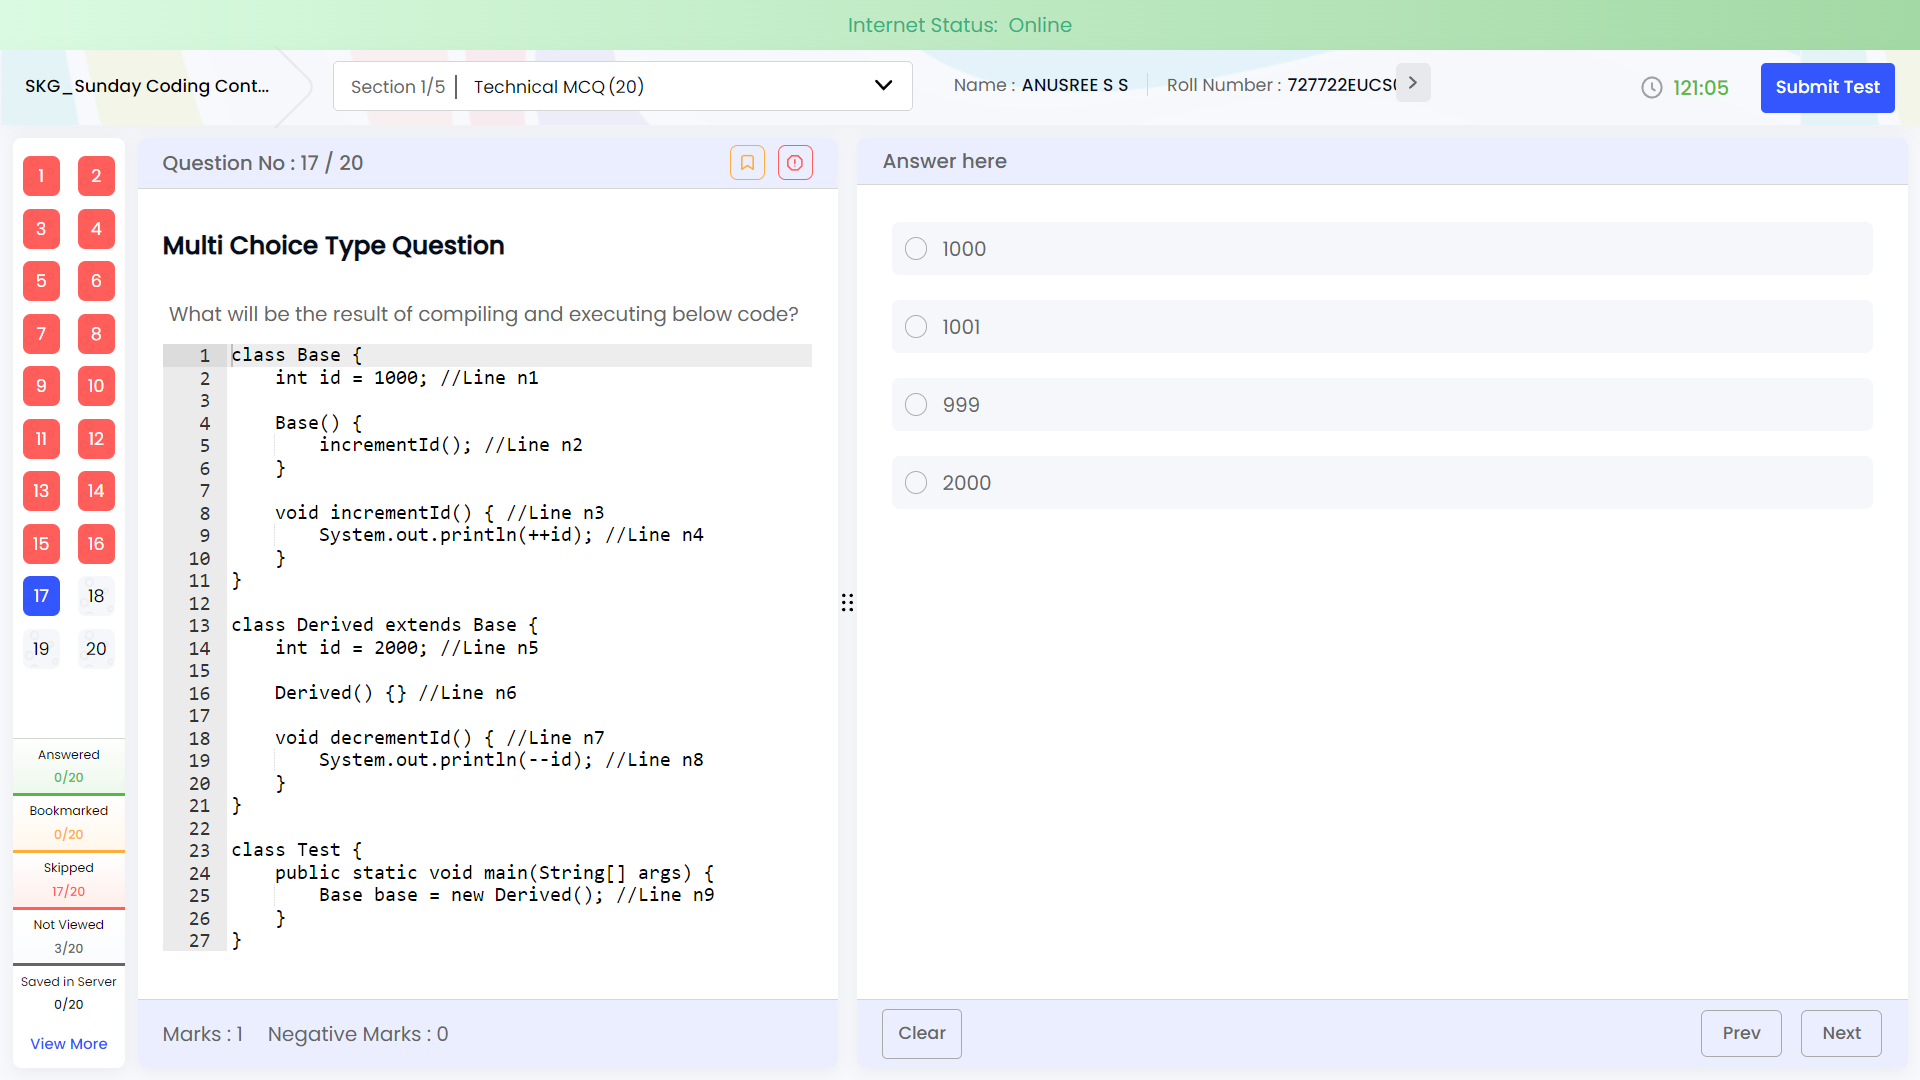 Internet Status: Online
SKG_Sunday Coding Cont...
Section 1/5 | Technical MCQ (20)
Name : ANUSREE S S
Roll Number : 727722EUCS
121:05
Submit Test
1 2
3 4
5 6
7 8
9 10
11 12
13 14
15 16
17 18
19 20
Answered
0/20
Bookmarked
0/20
Skipped
17/20
Not Viewed
3/20
Saved in Server
0/20
View More
Question No : 17 / 20
Multi Choice Type Question
What will be the result of compiling and executing below code?
1 class Base {
2     int id = 1000; //Line n1
3
4     Base() {
5         incrementId(); //Line n2
6     }
7
8     void incrementId() { //Line n3
9         System.out.println(++id); //Line n4
10     }
11 }
12
13 class Derived extends Base {
14     int id = 2000; //Line n5
15
16     Derived() {} //Line n6
17
18     void decrementId() { //Line n7
19         System.out.println(--id); //Line n8
20     }
21 }
22
23 class Test {
24     public static void main(String[] args) {
25         Base base = new Derived(); //Line n9
26     }
27 }
Marks : 1 Negative Marks : 0
Answer here
1000
1001
999
2000
Clear
Prev
Next